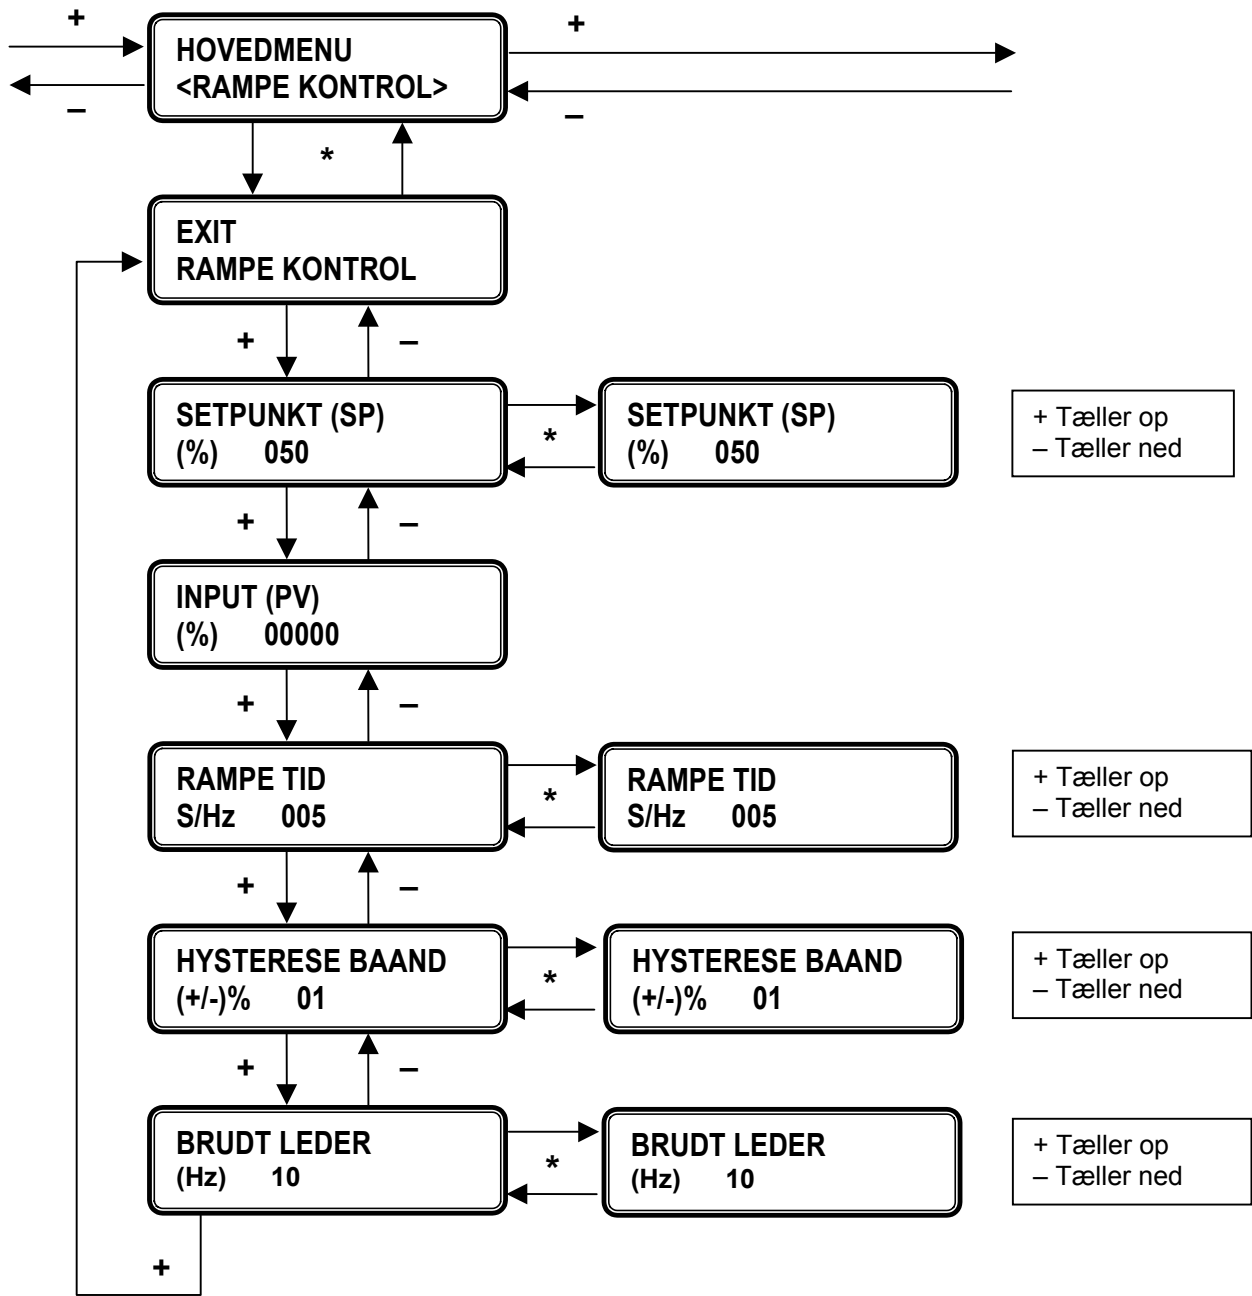 +
+
HOVEDMENU
<RAMPE KONTROL>
–
–
*
EXIT
RAMPE KONTROL
+
–
SETPUNKT (SP)
(%) 050
*
SETPUNKT (SP)
(%) 050
+ Tæller op
– Tæller ned
+
–
INPUT (PV)
(%) 00000
+
–
RAMPE TID
S/Hz 005
*
RAMPE TID
S/Hz 005
+ Tæller op
– Tæller ned
+
–
HYSTERESE BAAND
(+/-)% 01
*
HYSTERESE BAAND
(+/-)% 01
+ Tæller op
– Tæller ned
+
–
BRUDT LEDER
(Hz) 10
*
BRUDT LEDER
(Hz) 10
+ Tæller op
– Tæller ned
+